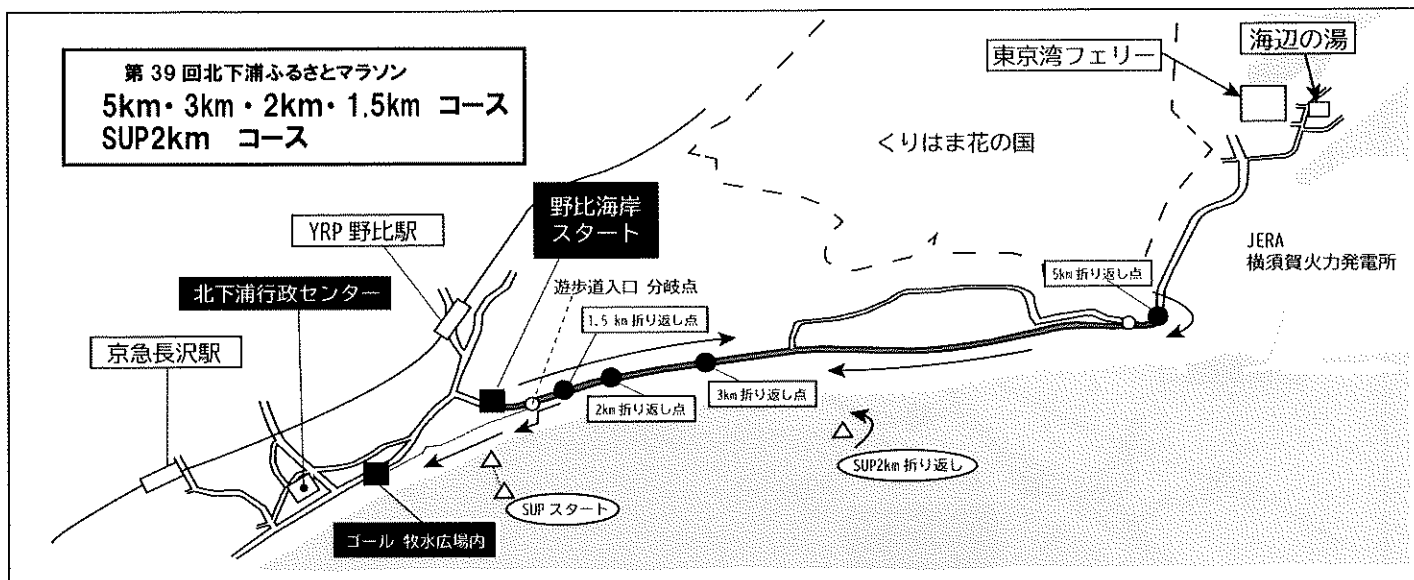 第 39 回北下浦ふるさとマラソン
5km・3km・2km・1.5km コース
SUP2km コース
東京湾フェリー
海辺の湯
くりはま花の国
野比海岸
スタート
YRP 野比駅
JERA
横須賀火力発電所
5km 折り返し点
北下浦行政センター
遊歩道入口 分岐点
1.5 km 折り返し点
京急長沢駅
2km 折り返し点
3km 折り返し点
SUP2km 折り返し
SUP スタート
ゴール 牧水広場内